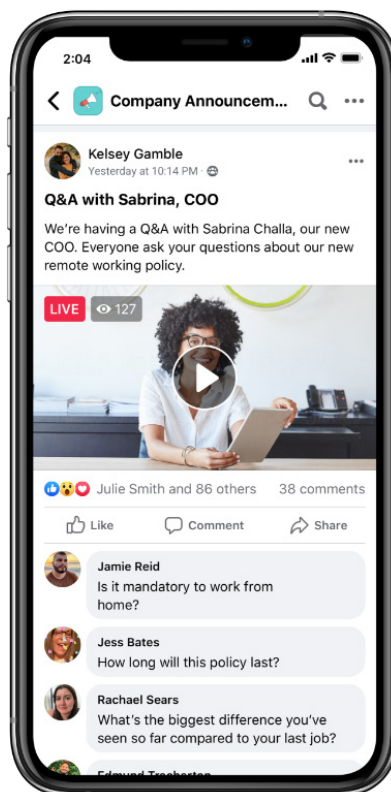 2:04
Company Announcem...
Kelsey Gamble
Yesterday at 10:14 PM ·
Q&A with Sabrina, COO
We're having a Q&A with Sabrina Challa, our new
COO. Everyone ask your questions about our new
remote working policy.
LIVE 127
Julie Smith and 86 others 38 comments
Like Comment Share
Jamie Reid
Is it mandatory to work from
home?
Jess Bates
How long will this policy last?
Rachael Sears
What's the biggest difference you've
seen so far compared to your last job?
Edmund